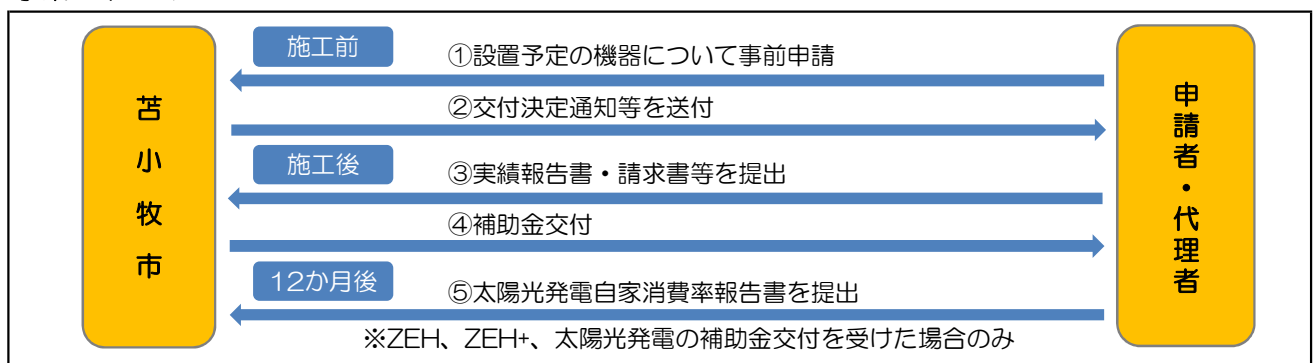 苫小牧市
施工前
①設置予定の機器について事前申請
②交付決定通知等を送付
施工後
③実績報告書・請求書等を提出
④補助金交付
12か月後
⑤太陽光発電自家消費率報告書を提出
※ZEH、ZEH+、太陽光発電の補助金交付を受けた場合のみ
申請者・代理者